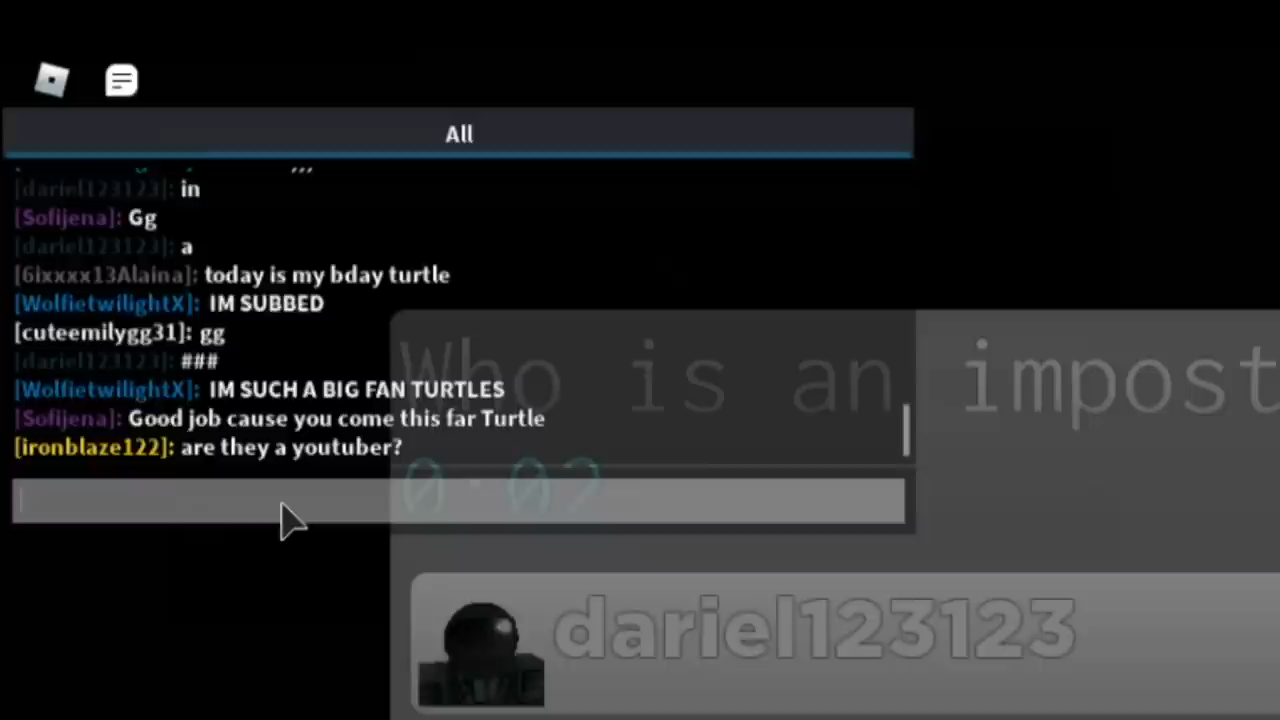 All
[dariel123123]: in
[Sofijena]: Gg
[dariel123123]: a
[6ixxxx13Alaina]: today is my bday turtle
[WolfietwilightX]: IM SUBBED
[cuteemilygg31]: gg
[dariel123123]: ###
[WolfietwilightX]: IM SUCH A BIG FAN TURTLES
[Sofijena]: Good job cause you come this far Turtle
[ironblaze122]: are they a youtuber?
Who is an impost
0:02
dariel123123